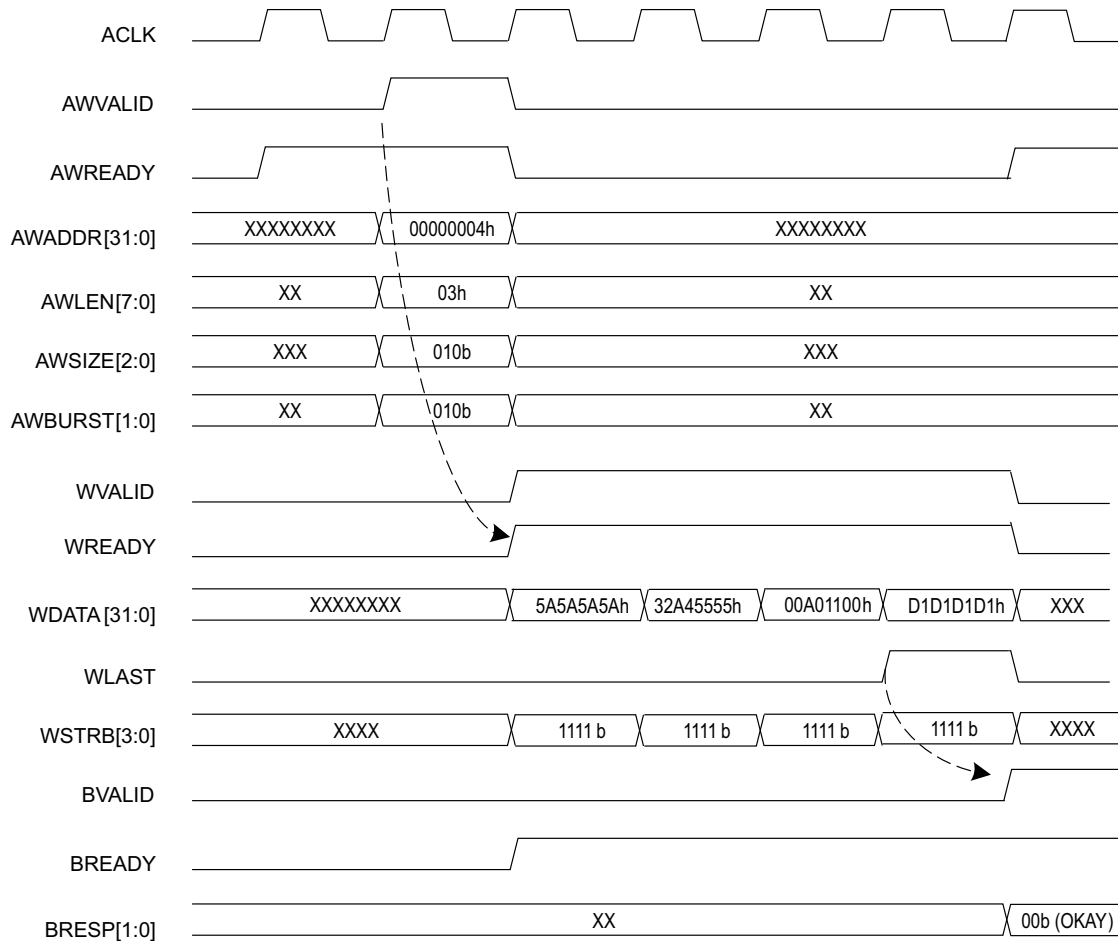 ACLK
AWVALID
AWREADY
AWADDR[31:0] XXXXXXXX 00000004h XXXXXXXX
AWLEN[7:0] XX 03h XX
AWSIZE[2:0] XXX 010b XXX
AWBURST[1:0] XX 010b XX
WVALID
WREADY
WDATA[31:0] XXXXXXXX 5A5A5A5Ah 32A45555h 00A01100h D1D1D1D1h XXX
WLAST
WSTRB[3:0] XXXX 1111 b 1111 b 1111 b 1111 b XXXX
BVALID
BREADY
BRESP[1:0] XX 00b (OKAY)